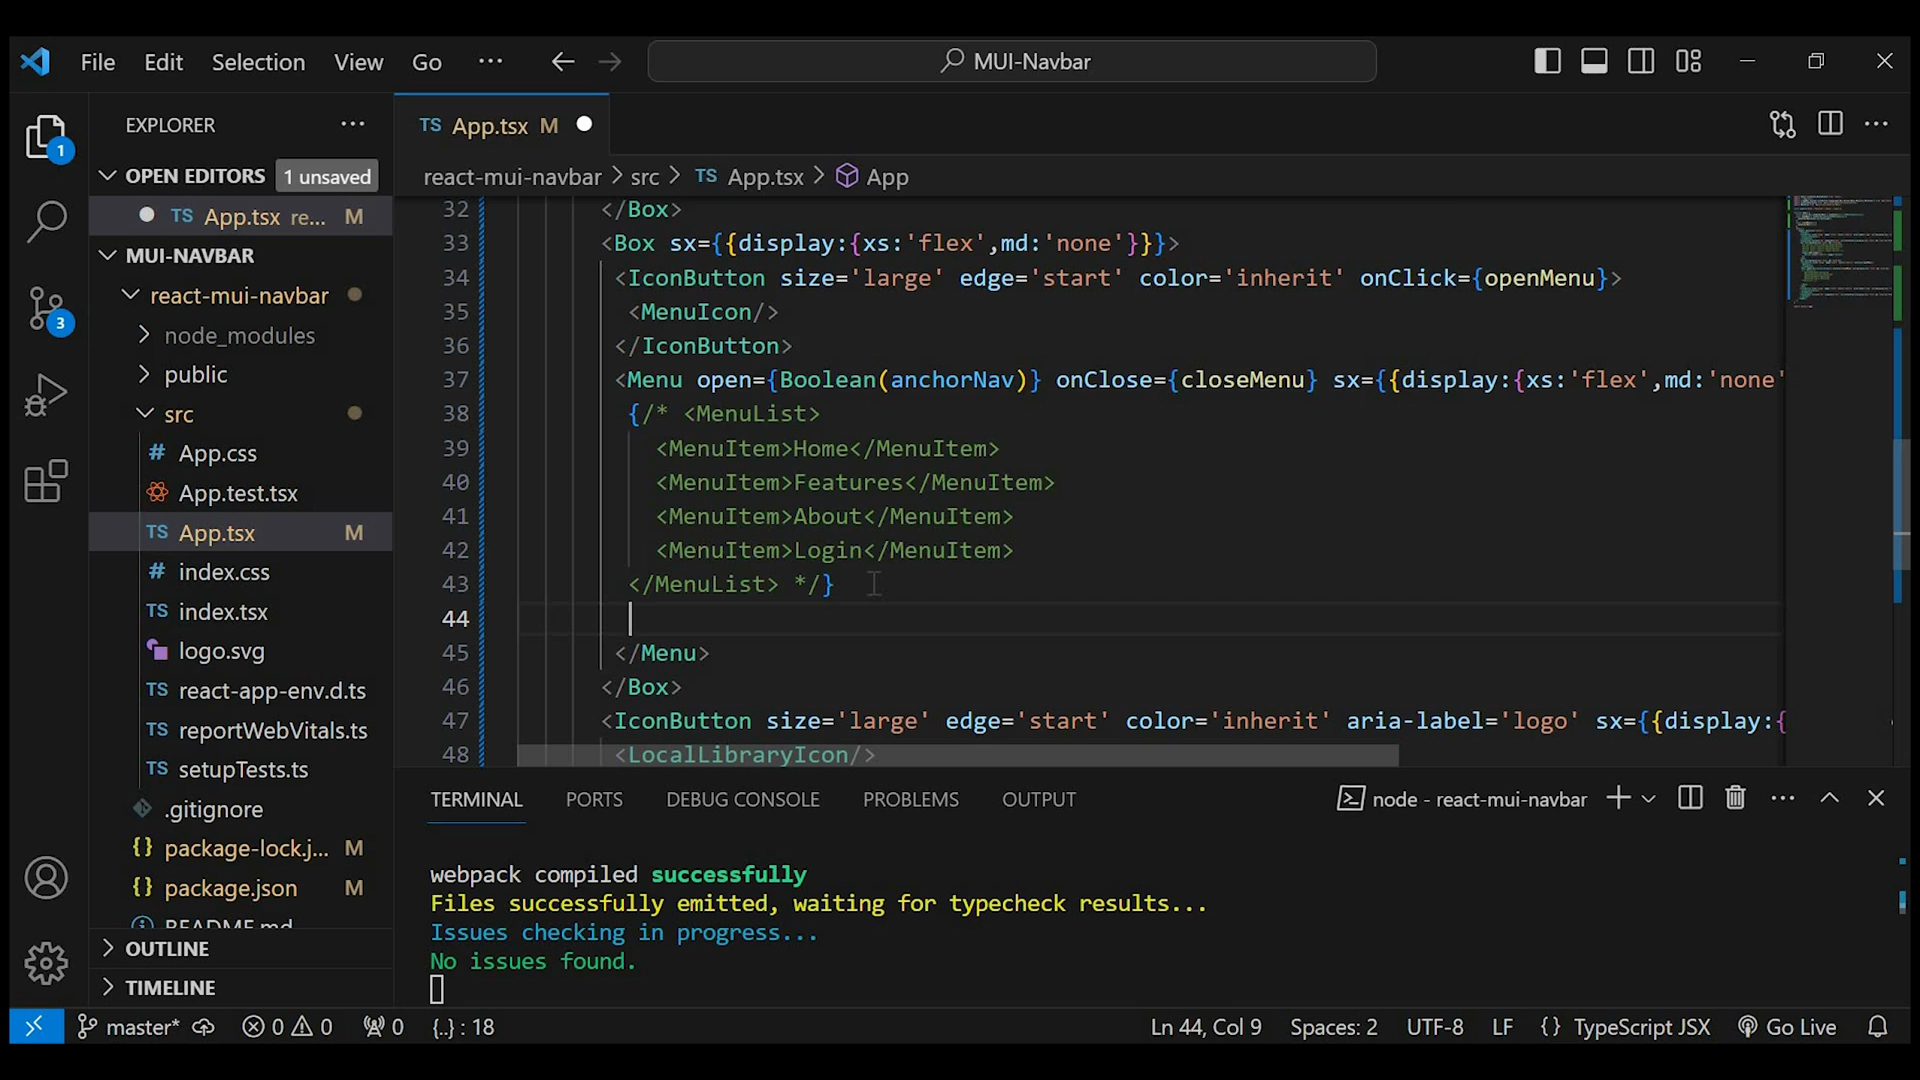 File Edit Selection View Go ··· MUI-Navbar
EXPLORER ···
OPEN EDITORS 1 unsaved
TS App.tsx re... M
MUI-NAVBAR
react-mui-navbar
node_modules
public
src
# App.css
App.test.tsx
TS App.tsx M
# index.css
TS index.tsx
logo.svg
TS react-app-env.d.ts
TS reportWebVitals.ts
TS setupTests.ts
.gitignore
{} package-lock.j... M
{} package.json M
README.md
OUTLINE
TIMELINE
1
3
TS App.tsx M
react-mui-navbar > src > TS App.tsx > App
32 </Box>
33 <Box sx={{display:{xs:'flex',md:'none'}}}>
34 <IconButton size='large' edge='start' color='inherit' onClick={openMenu}>
35 <MenuIcon/>
36 </IconButton>
37 <Menu open={Boolean(anchorNav)} onClose={closeMenu} sx={{display:{xs:'flex',md:'none'
38 {/* <MenuList>
39 <MenuItem>Home</MenuItem>
40 <MenuItem>Features</MenuItem>
41 <MenuItem>About</MenuItem>
42 <MenuItem>Login</MenuItem>
43 </MenuList> */}
44
45 </Menu>
46 </Box>
47 <IconButton size='large' edge='start' color='inherit' aria-label='logo' sx={{display:{
48 <LocalLibraryIcon/>
TERMINAL PORTS DEBUG CONSOLE PROBLEMS OUTPUT node - react-mui-navbar
webpack compiled successfully
Files successfully emitted, waiting for typecheck results...
Issues checking in progress...
No issues found.
master* 0 0 0 {..} : 18 Ln 44, Col 9 Spaces: 2 UTF-8 LF {} TypeScript JSX Go Live